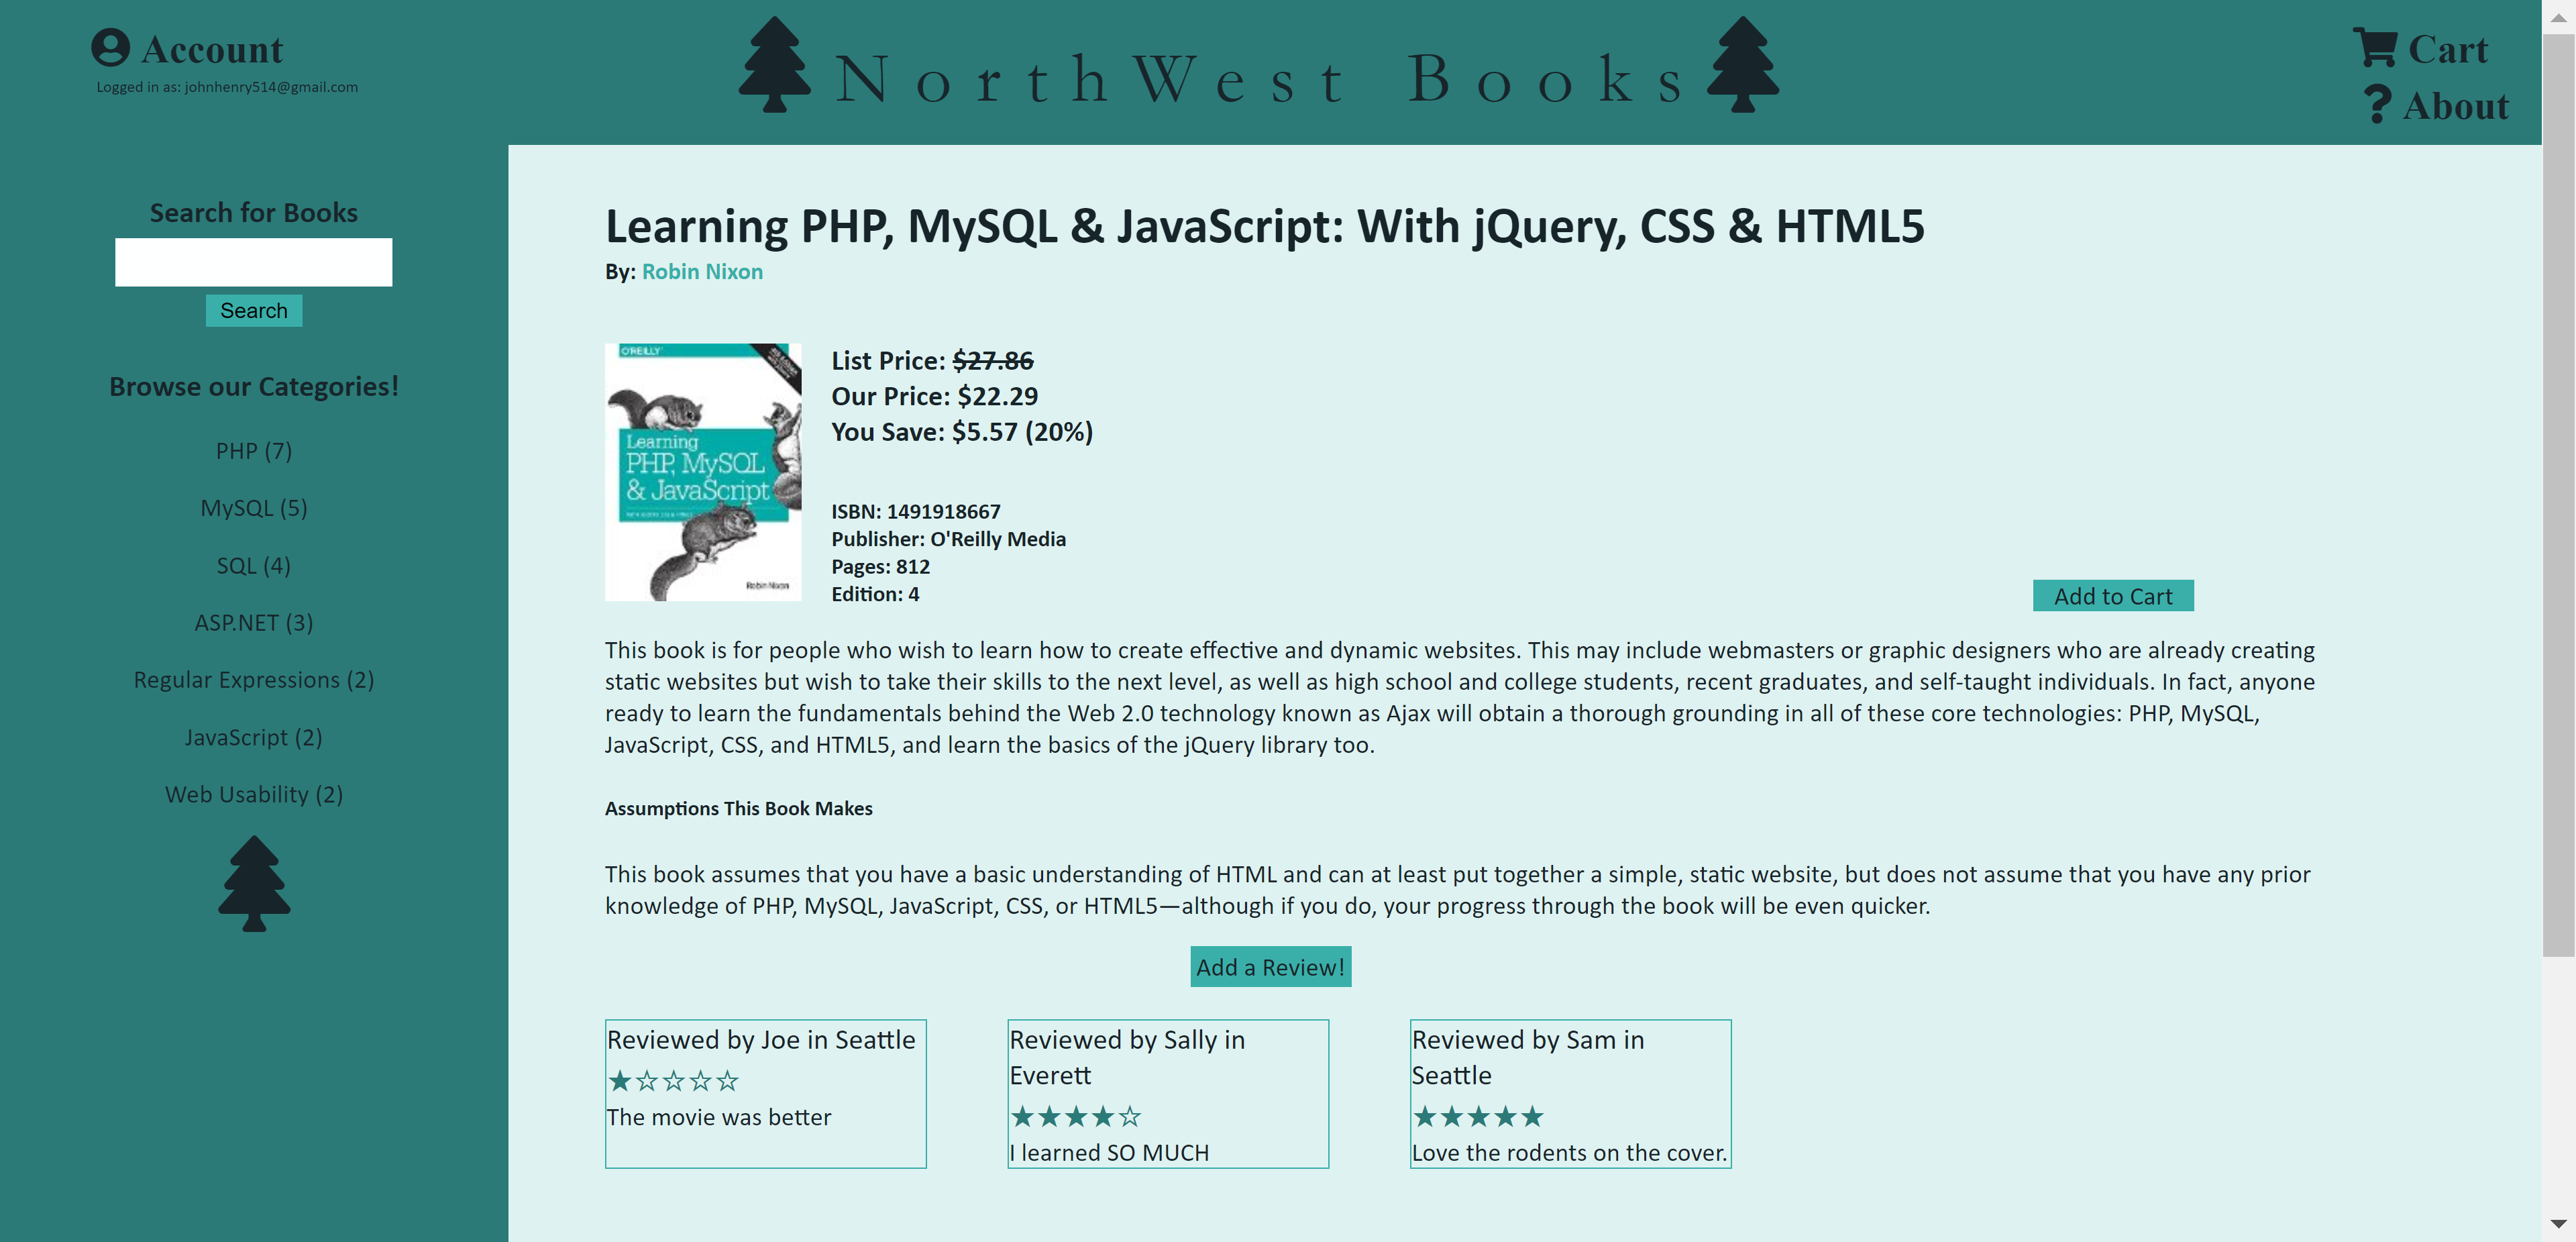 Account
Logged in as: johnhenry514@gmail.com
NorthWest Books
Cart
About
Search for Books
Search
Browse our Categories!
PHP (7)
MySQL (5)
SQL (4)
ASP.NET (3)
Regular Expressions (2)
JavaScript (2)
Web Usability (2)
Learning PHP, MySQL & JavaScript: With jQuery, CSS & HTML5
By: Robin Nixon
O'REILLY
Learning
PHP, MySQL
& JavaScript
Robin Nixon
List Price: $27.86
Our Price: $22.29
You Save: $5.57 (20%)
ISBN: 1491918667
Publisher: O'Reilly Media
Pages: 812
Edition: 4
Add to Cart
This book is for people who wish to learn how to create effective and dynamic websites. This may include webmasters or graphic designers who are already creating
static websites but wish to take their skills to the next level, as well as high school and college students, recent graduates, and self-taught individuals. In fact, anyone
ready to learn the fundamentals behind the Web 2.0 technology known as Ajax will obtain a thorough grounding in all of these core technologies: PHP, MySQL,
JavaScript, CSS, and HTML5, and learn the basics of the jQuery library too.
Assumptions This Book Makes
This book assumes that you have a basic understanding of HTML and can at least put together a simple, static website, but does not assume that you have any prior
knowledge of PHP, MySQL, JavaScript, CSS, or HTML5—although if you do, your progress through the book will be even quicker.
Add a Review!
Reviewed by Joe in Seattle
★☆☆☆☆
The movie was better
Reviewed by Sally in
Everett
★★★★☆
I learned SO MUCH
Reviewed by Sam in
Seattle
★★★★★
Love the rodents on the cover.